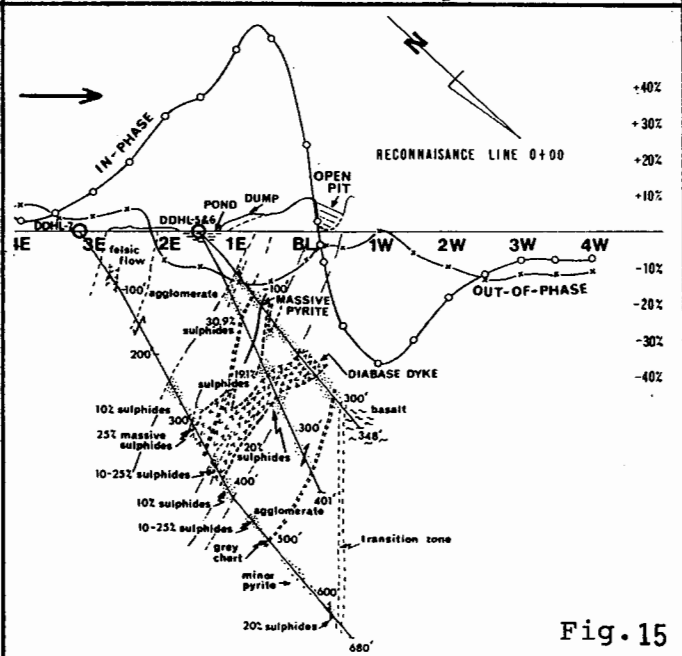 N
+40%
+30%
IN-PHASE
RECONNAISANCE LINE 0+00
+20%
OPEN
PIT
+10%
DUMP
POND
DDHL-7
DDHL-5&6
4E 3E 2E 1E BL 1W 2W 3W 4W
felsic
flow
-10%
OUT-OF-PHASE
100'
agglomerate
100'
MASSIVE
PYRITE
-20%
30.9%
sulphides
-30%
200'
19.1%
sulphides
DIABASE DYKE
-40%
10% sulphides
300'
basalt
300'
25% massive
sulphides
300'
348'
20%
sulphides
10-25% sulphides
400'
10% sulphides
401'
agglomerate
10-25% sulphides
500'
transition zone
grey
chert
minor
pyrite
600'
20% sulphides
680'
Fig.15